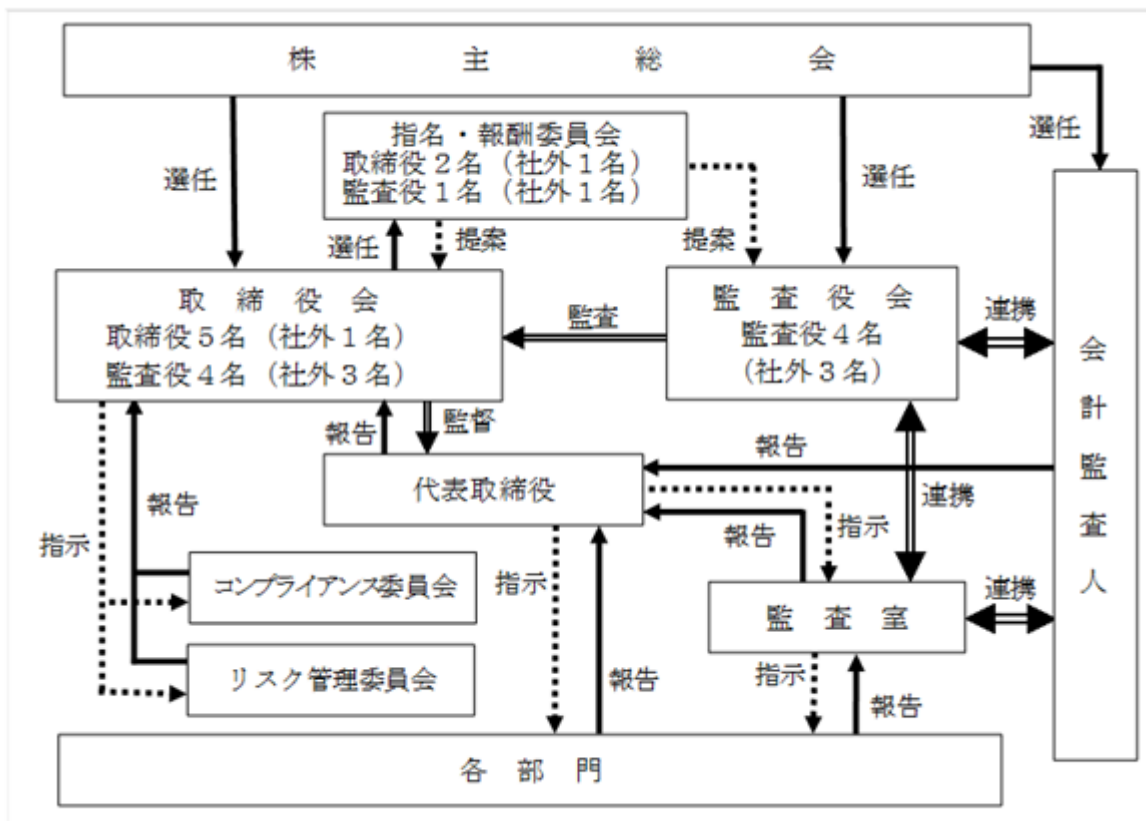 株主総会
選任
指名・報酬委員会
取締役２名（社外１名）
監査役１名（社外１名）
選任
選任
選任
提案
提案
取締役会
取締役５名（社外１名）
監査役４名（社外３名）
監査
監査役会
監査役４名
（社外３名）
連携
会計監査人
報告
監督
報告
代表取締役
連携
報告
指示
報告
指示
指示
コンプライアンス委員会
監査室
連携
リスク管理委員会
報告
指示
報告
各部門